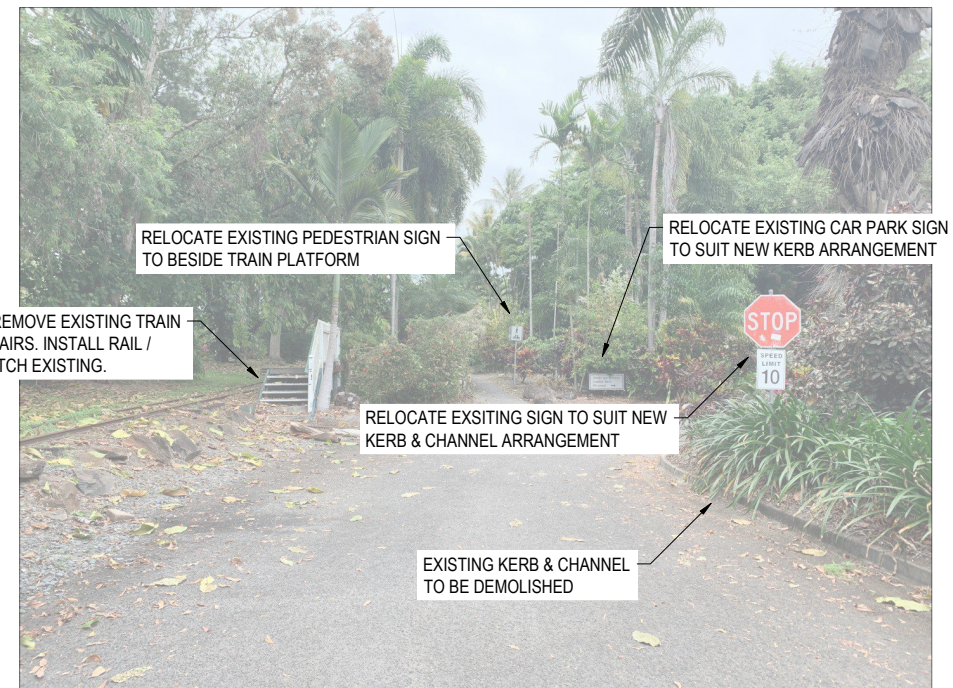 RELOCATE EXISTING PEDESTRIAN SIGN
TO BESIDE TRAIN PLATFORM
RELOCATE EXISTING CAR PARK SIGN
TO SUIT NEW KERB ARRANGEMENT
REMOVE EXISTING TRAIN
AIRS. INSTALL RAIL /
TCH EXISTING.
STOP
SPEED
LIMIT
10
RELOCATE EXSITING SIGN TO SUIT NEW
KERB & CHANNEL ARRANGEMENT
EXISTING KERB & CHANNEL
TO BE DEMOLISHED